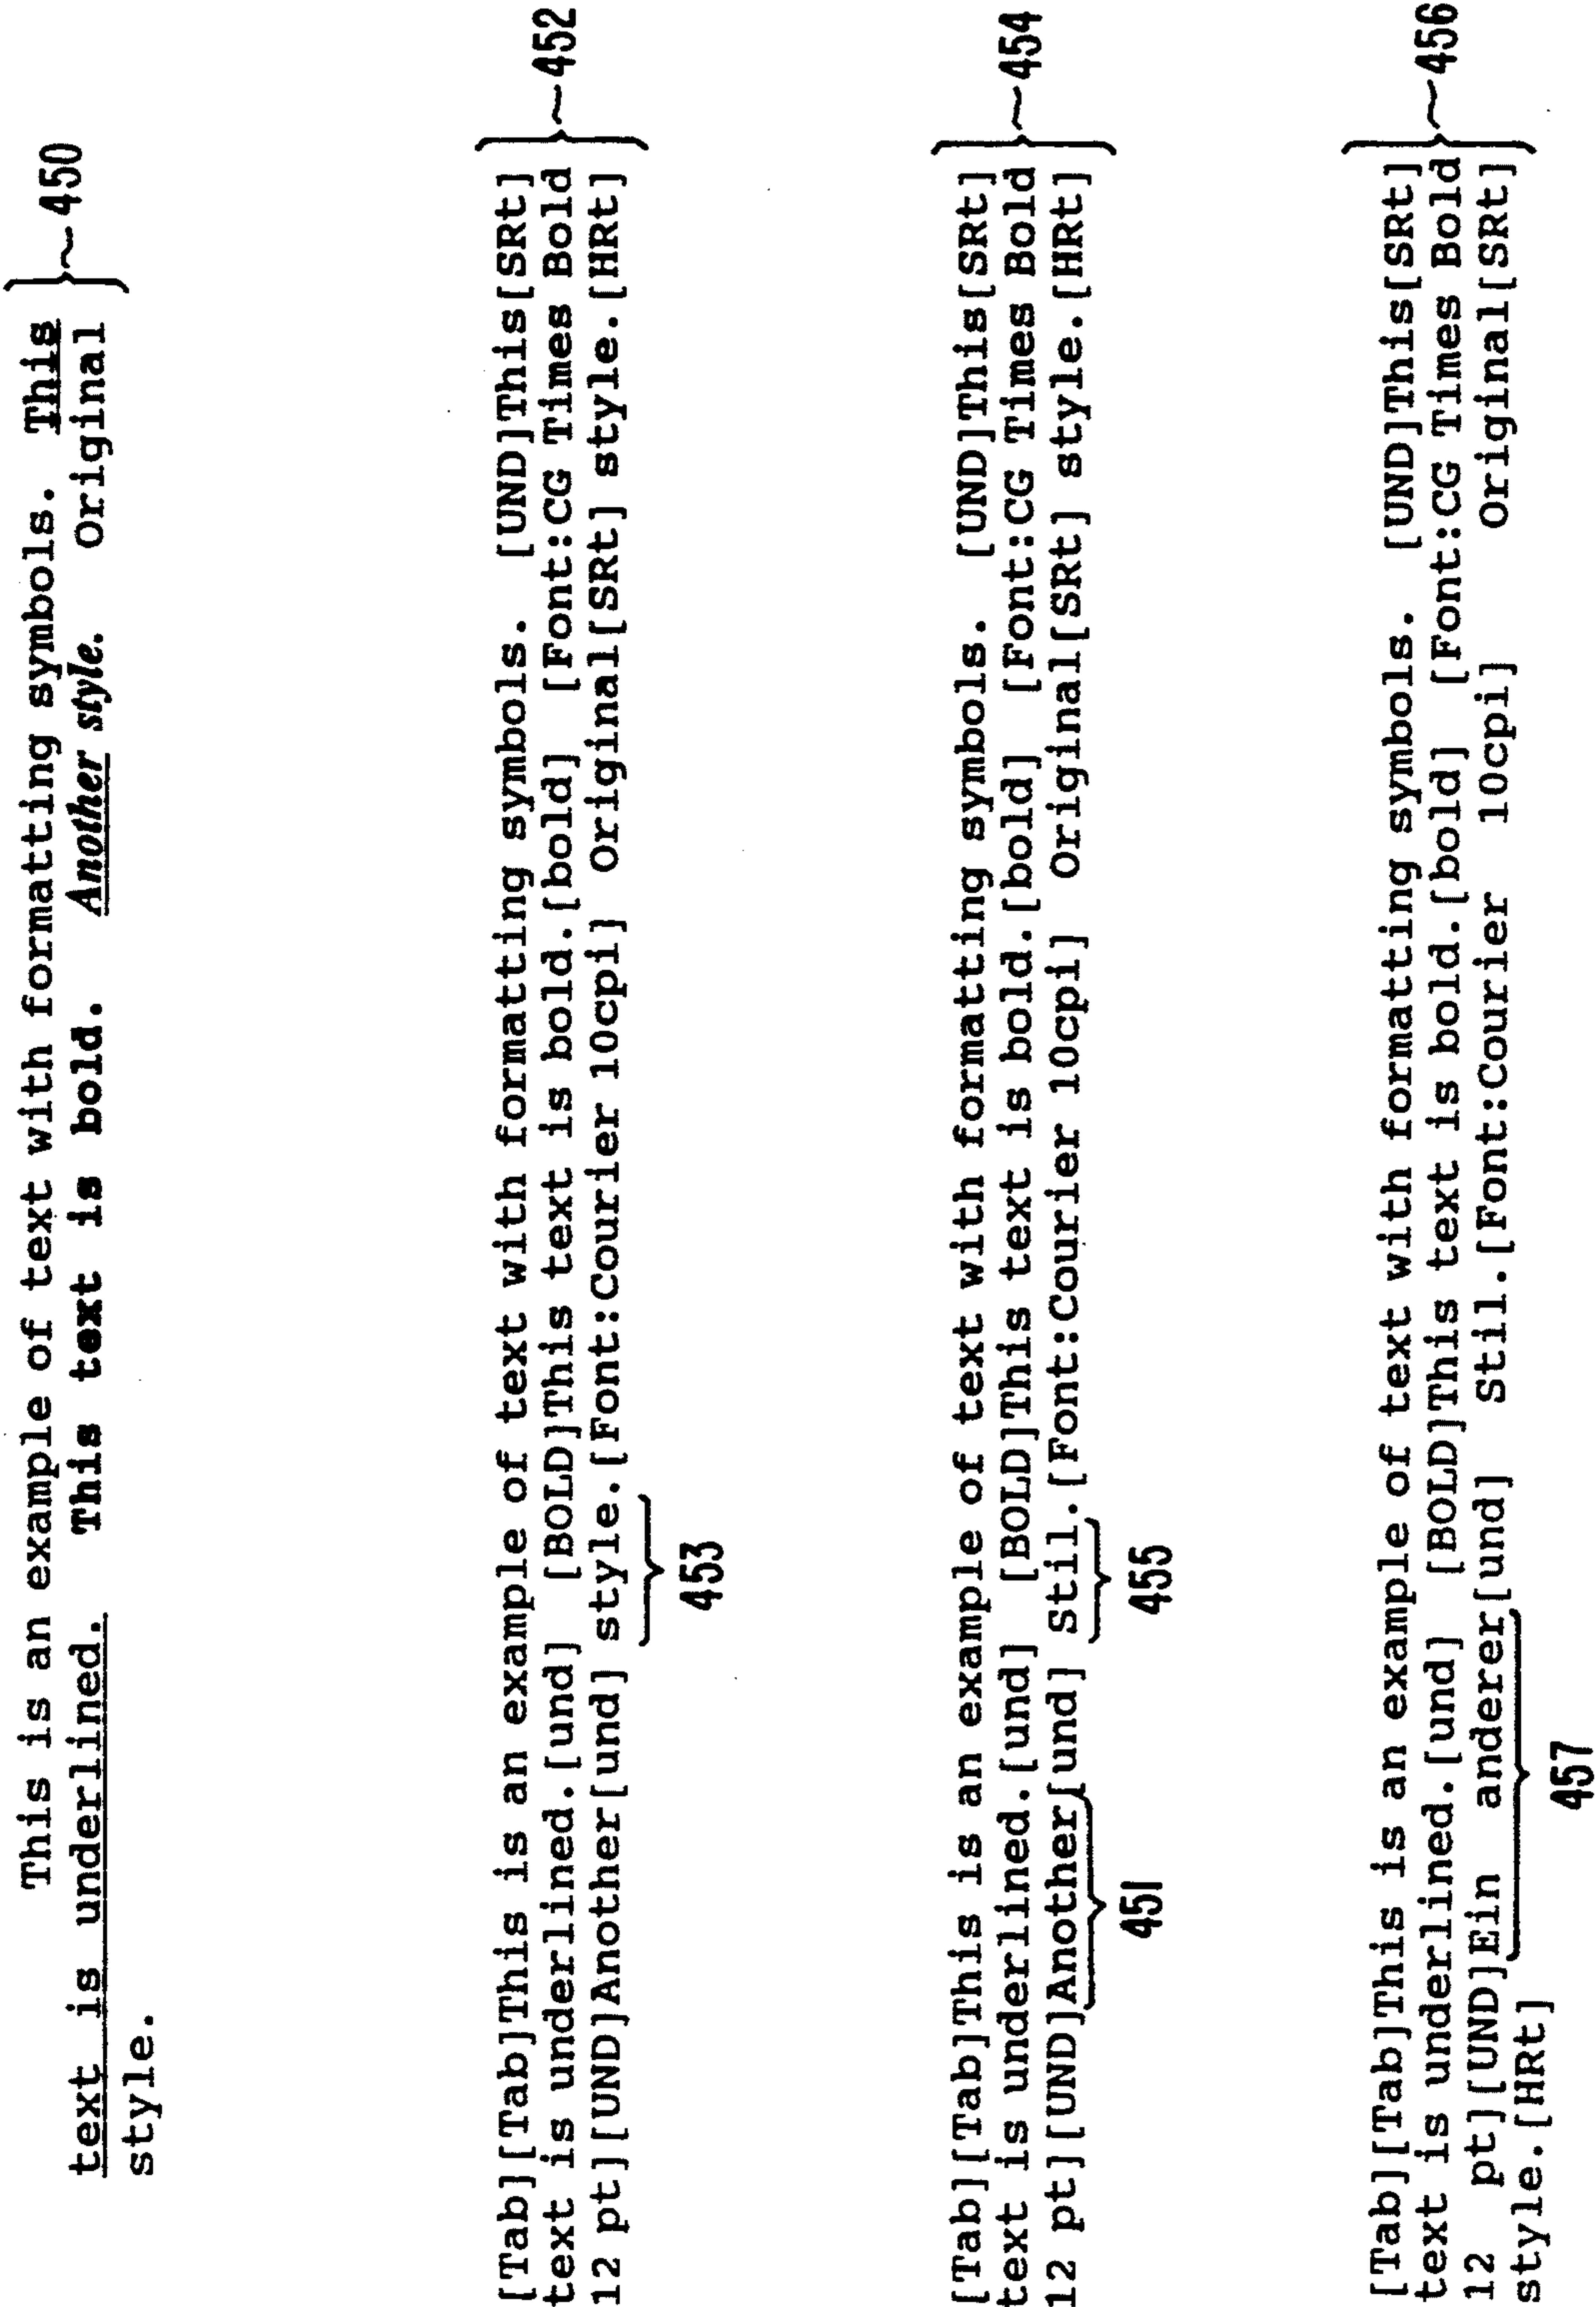 This is an example of text with formatting symbols. This 450
text is underlined. This text is bold. Another style. Original
style.
[Tab][Tab]This is an example of text with formatting symbols. [UND]This[SRt] 452
text is underlined.[und] [BOLD]This text is bold.[bold] [Font:CG Times Bold
12 pt][UND]Another[und] style.[Font:Courier 10cpi] Original[SRt] style.[HRt]
453
[Tab][Tab]This is an example of text with formatting symbols. [UND]This[SRt] 454
text is underlined.[und] [BOLD]This text is bold.[bold] [Font:CG Times Bold
12 pt][UND]Another[und] Stil.[Font:Courier 10cpi] Original[SRt] style.[HRt]
451 455
[Tab][Tab]This is an example of text with formatting symbols. [UND]This[SRt] 456
text is underlined.[und] [BOLD]This text is bold.[bold] [Font:CG Times Bold
12 pt][UND]Ein anderer[und] Stil.[Font:Courier 10cpi] Original[SRt]
style.[HRt]
457